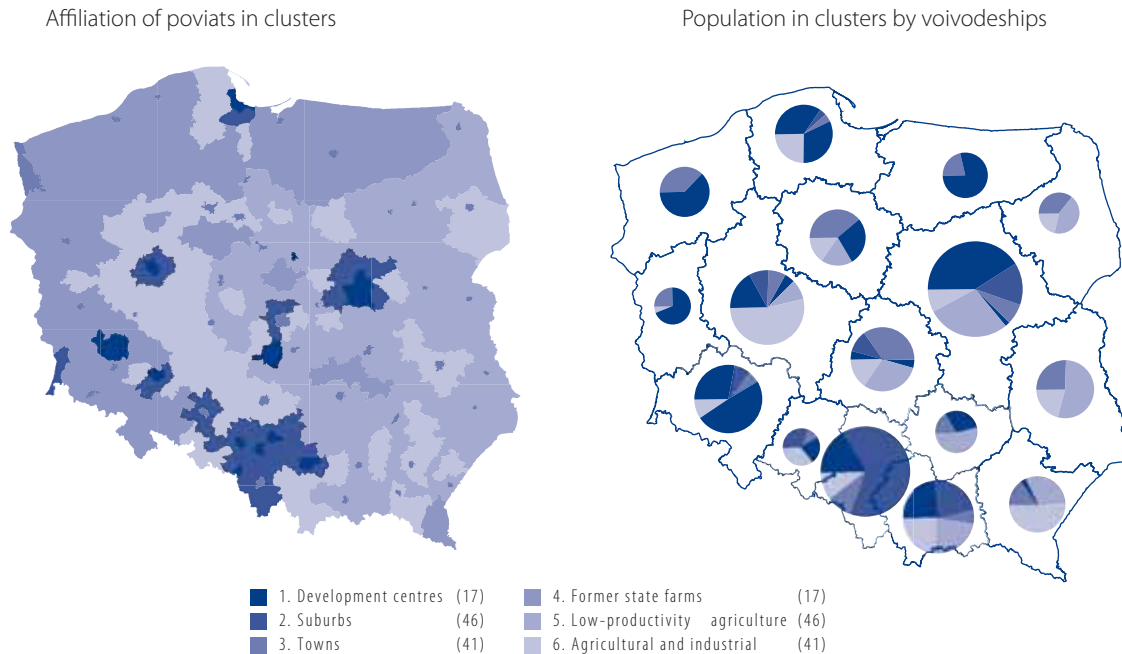 Affiliation of poviats in clusters
Population in clusters by voivodeships
1. Development centres (17)
2. Suburbs (46)
3. Towns (41)
4. Former state farms (17)
5. Low-productivity agriculture (46)
6. Agricultural and industrial (41)